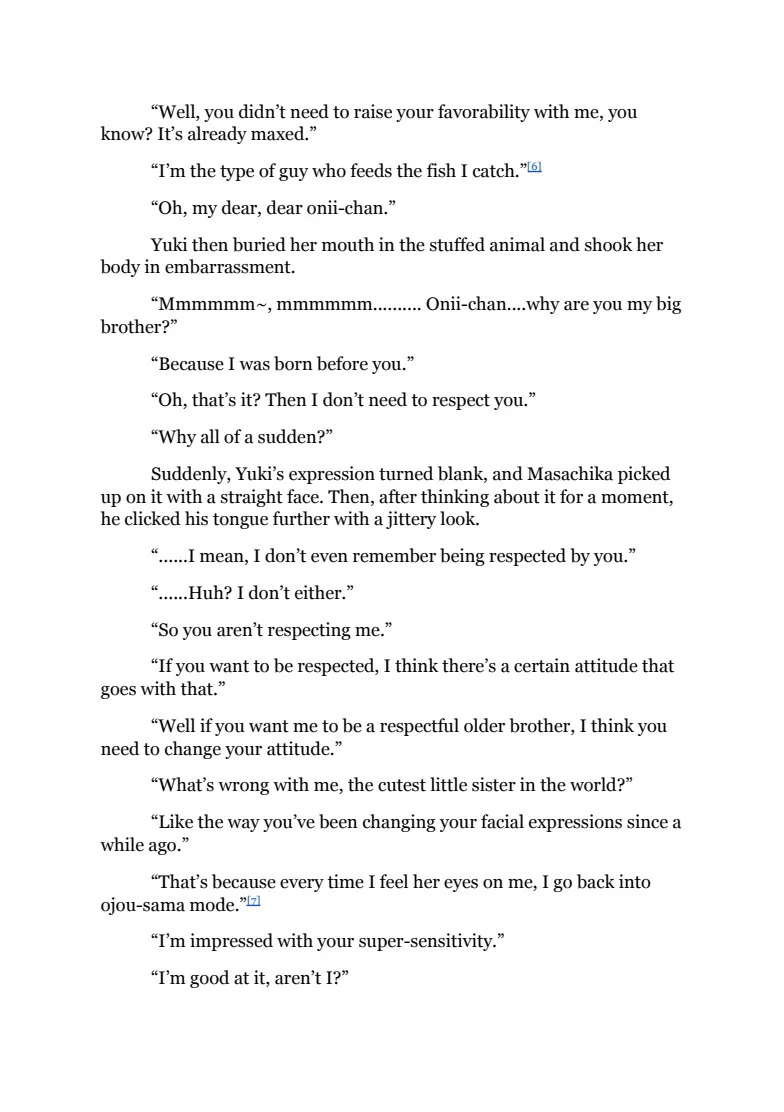 “Well, you didn’t need to raise your favorability with me, you
know? It’s already maxed.”
“I’m the type of guy who feeds the fish I catch.”[6]
“Oh, my dear, dear onii-chan.”
Yuki then buried her mouth in the stuffed animal and shook her
body in embarrassment.
“Mmmmmm~, mmmmmm.......... Onii-chan....why are you my big
brother?”
“Because I was born before you.”
“Oh, that’s it? Then I don’t need to respect you.”
“Why all of a sudden?”
Suddenly, Yuki’s expression turned blank, and Masachika picked
up on it with a straight face. Then, after thinking about it for a moment,
he clicked his tongue further with a jittery look.
“......I mean, I don’t even remember being respected by you.”
“......Huh? I don’t either.”
“So you aren’t respecting me.”
“If you want to be respected, I think there’s a certain attitude that
goes with that.”
“Well if you want me to be a respectful older brother, I think you
need to change your attitude.”
“What’s wrong with me, the cutest little sister in the world?”
“Like the way you’ve been changing your facial expressions since a
while ago.”
“That’s because every time I feel her eyes on me, I go back into
ojou-sama mode.”[7]
“I’m impressed with your super-sensitivity.”
“I’m good at it, aren’t I?”